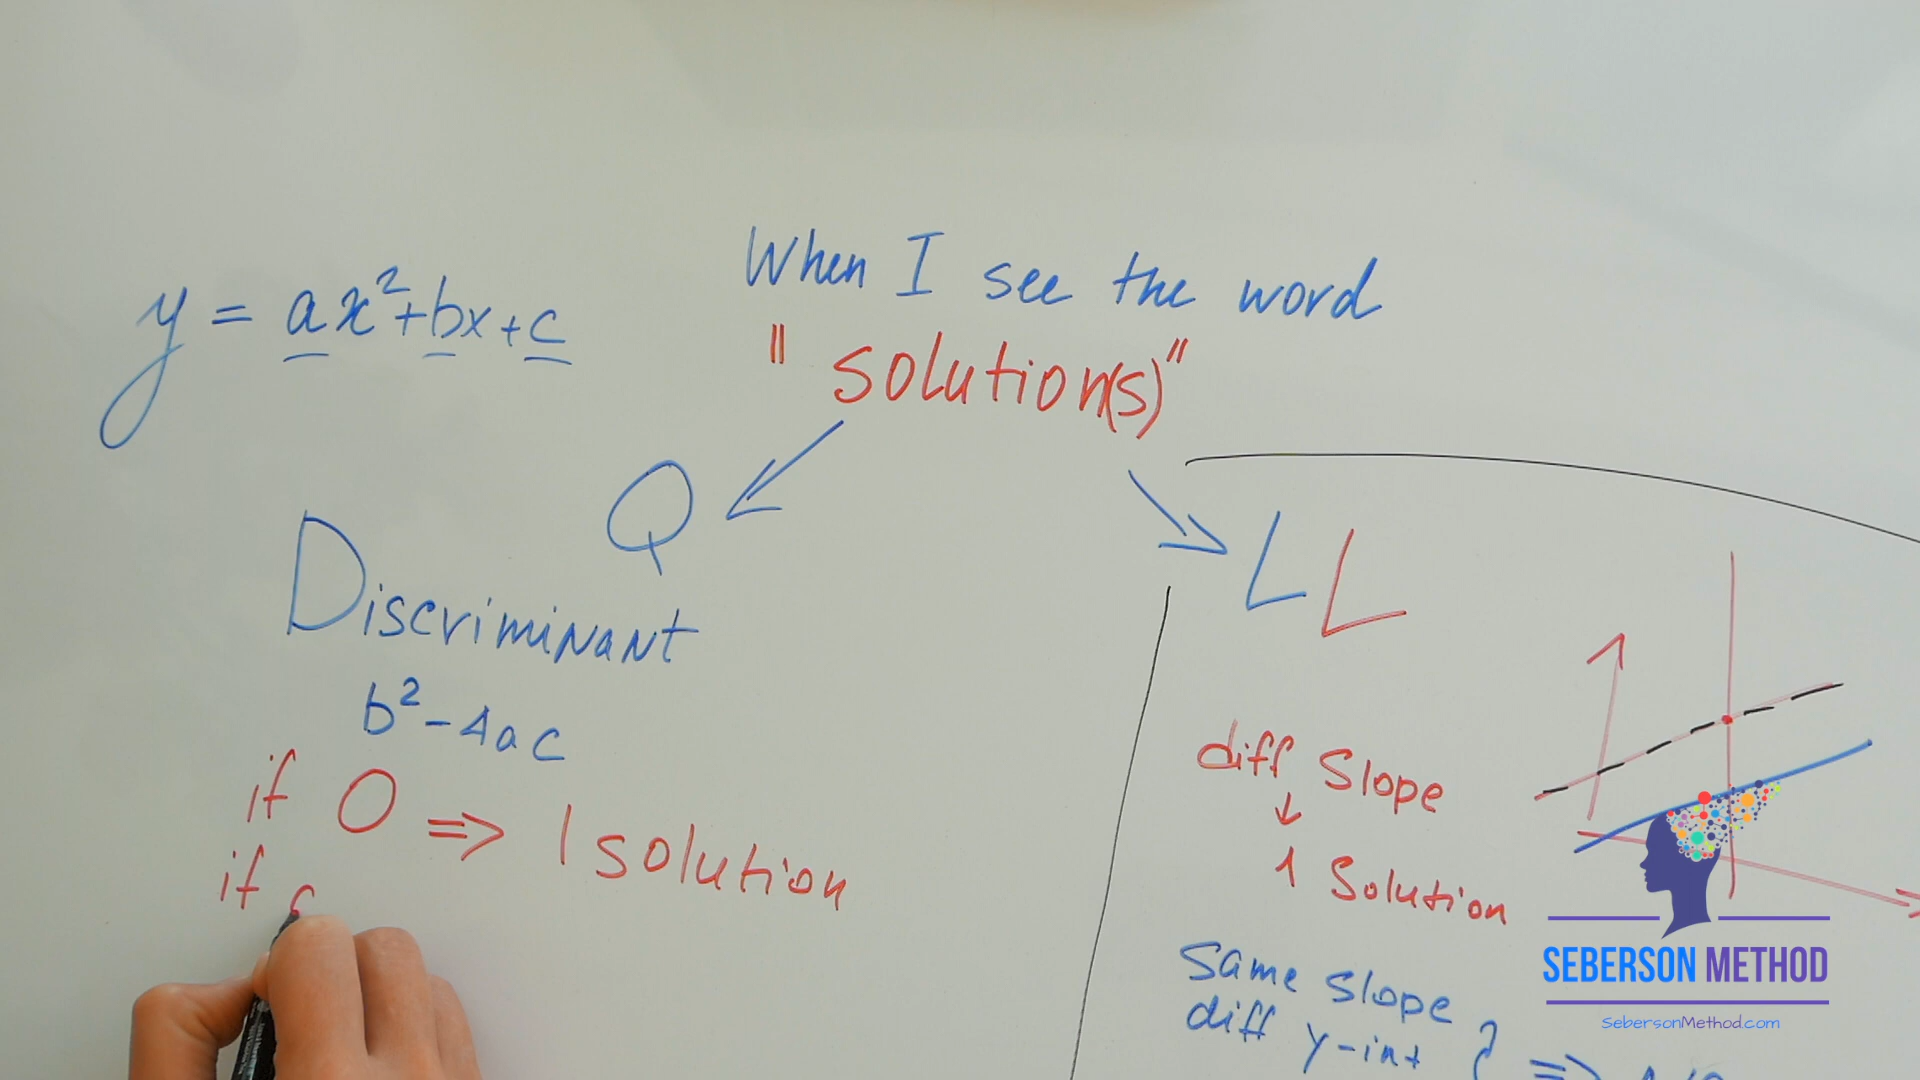 When I see the word
"solution(s)"
y = ax²+bx+c
Q
Discriminant
b²-4ac
if 0 => 1 solution
if
LL
diff Slope
↓
1 Solution
Same Slope
diff y-int } =>
SEBERSON METHOD
SebersonMethod.com